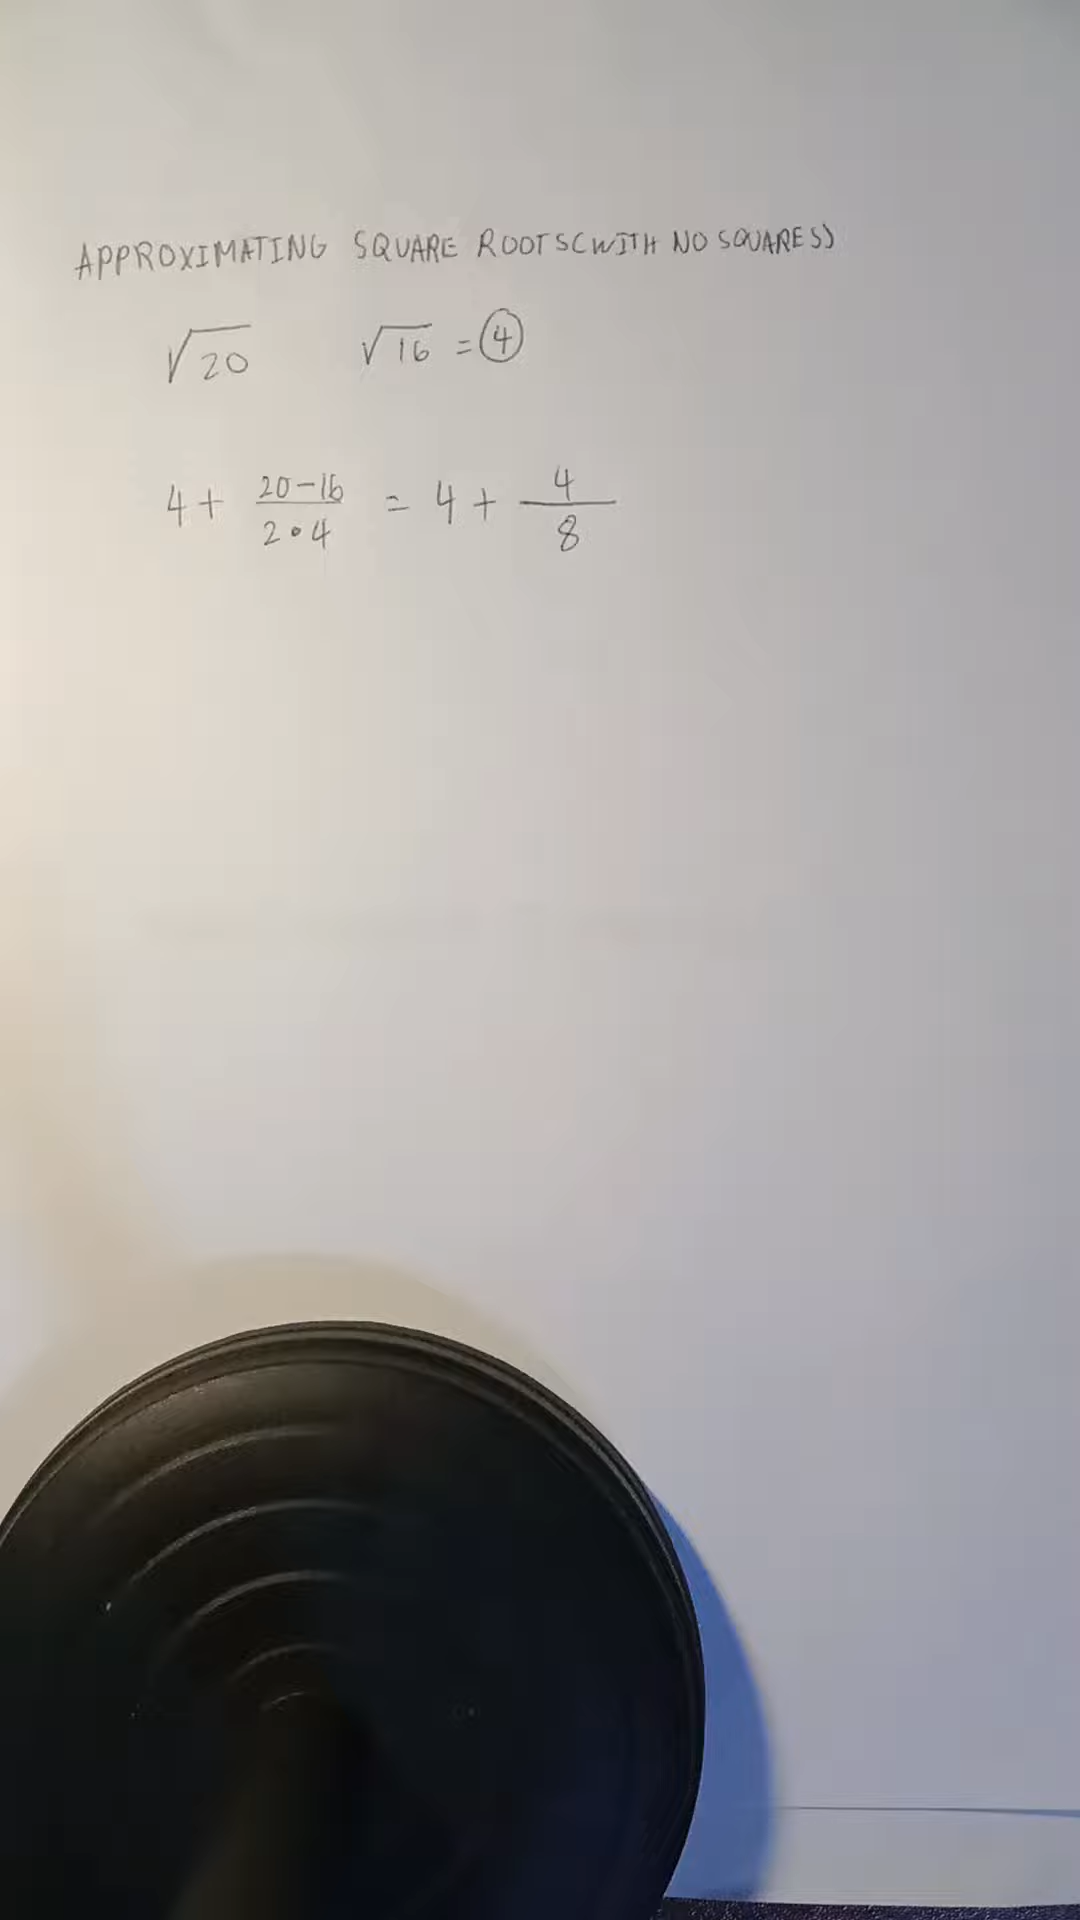 APPROXIMATING SQUARE ROOTS(WITH NO SQUARES)
√20 √16 = 4
4 + 20-16 / 2•4 = 4 + 4 / 8